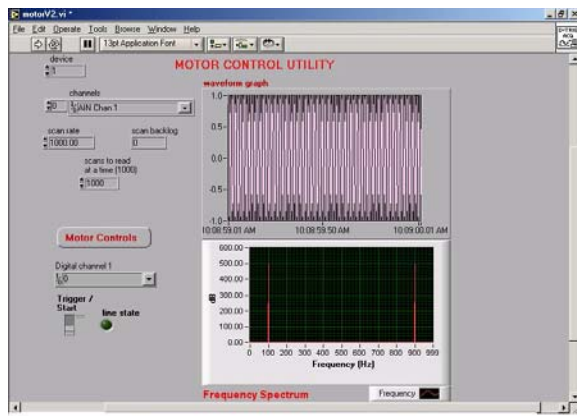 motorV2.vi *
File Edit Operate Tools Browse Window Help
13pt Application Font
MOTOR CONTROL UTILITY
device
1
channels
0
AIN Chan 1
scan rate
scan backlog
1000.00
0
scans to read
at a time (1000)
1000
Motor Controls
Digital channel 1
0
Trigger /
Start
line state
waveform graph
1.0
0.5
0.0
-0.5
-1.0
10:08:59.01 AM 10:08:59.50 AM 10:09:00.01 AM
600.00
500.00
400.00
300.00
200.00
100.00
0.00
dB
0 100 200 300 400 500 600 700 800 900 999
Frequency (Hz)
Frequency Spectrum
Frequency